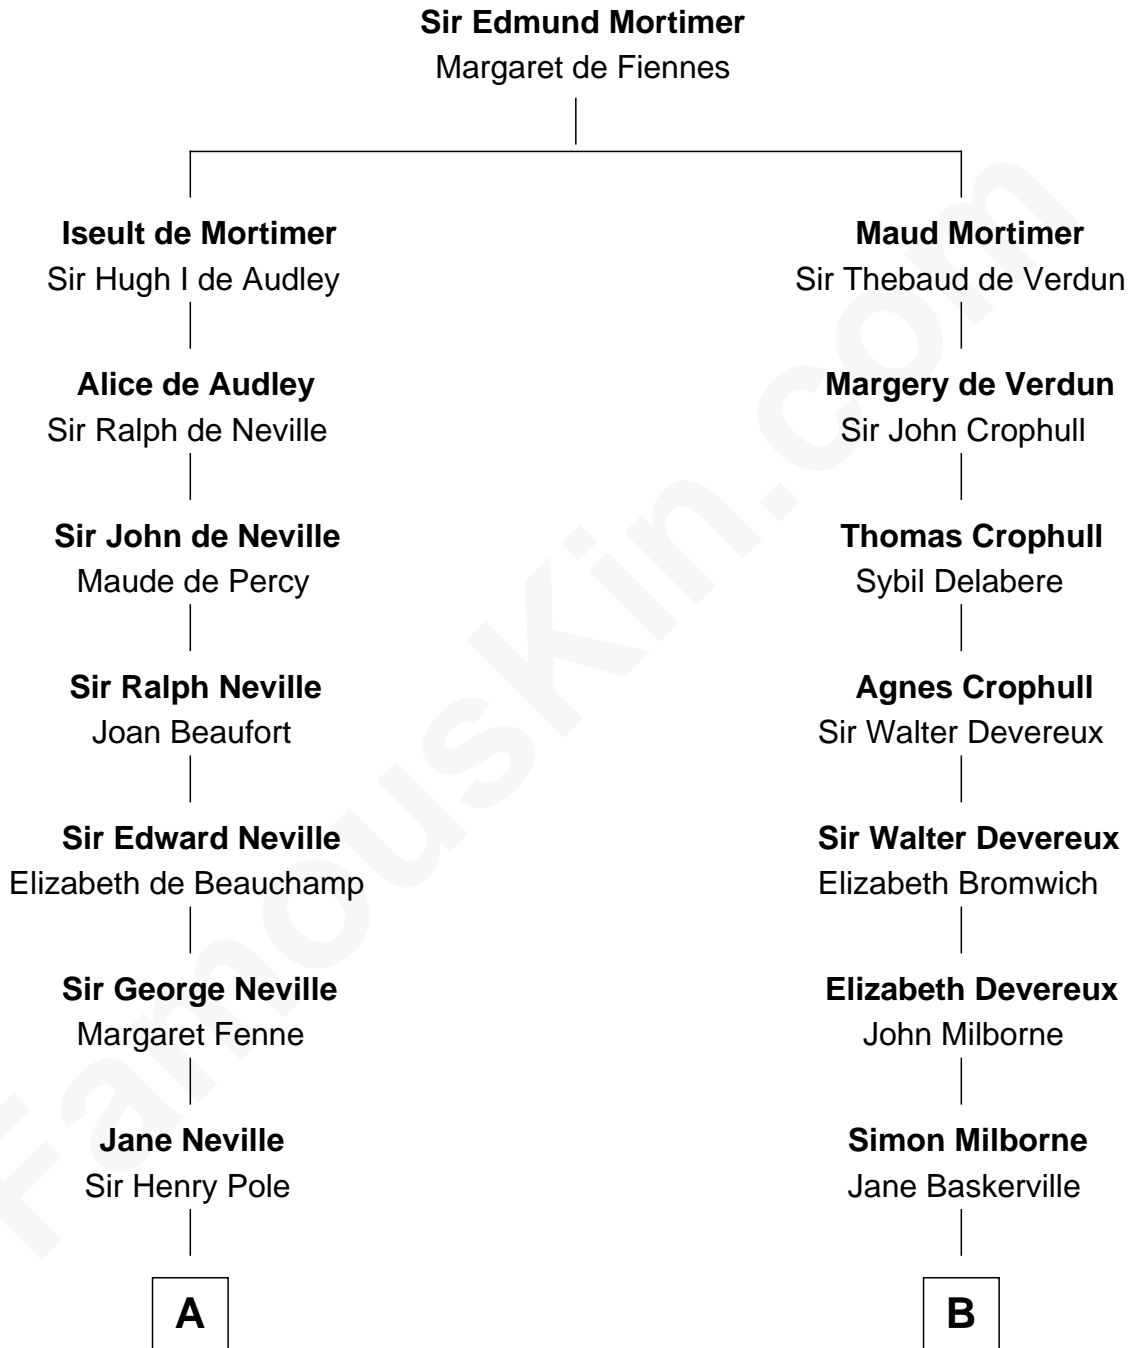 Sir Edmund Mortimer
Margaret de Fiennes
Iseult de Mortimer
Sir Hugh I de Audley
Maud Mortimer
Sir Thebaud de Verdun
Alice de Audley
Sir Ralph de Neville
Margery de Verdun
Sir John Crophull
Sir John de Neville
Maude de Percy
Thomas Crophull
Sybil Delabere
Sir Ralph Neville
Joan Beaufort
Agnes Crophull
Sir Walter Devereux
Sir Edward Neville
Elizabeth de Beauchamp
Sir Walter Devereux
Elizabeth Bromwich
Sir George Neville
Margaret Fenne
Elizabeth Devereux
John Milborne
Jane Neville
Sir Henry Pole
Simon Milborne
Jane Baskerville
A
B
FamousKin.com